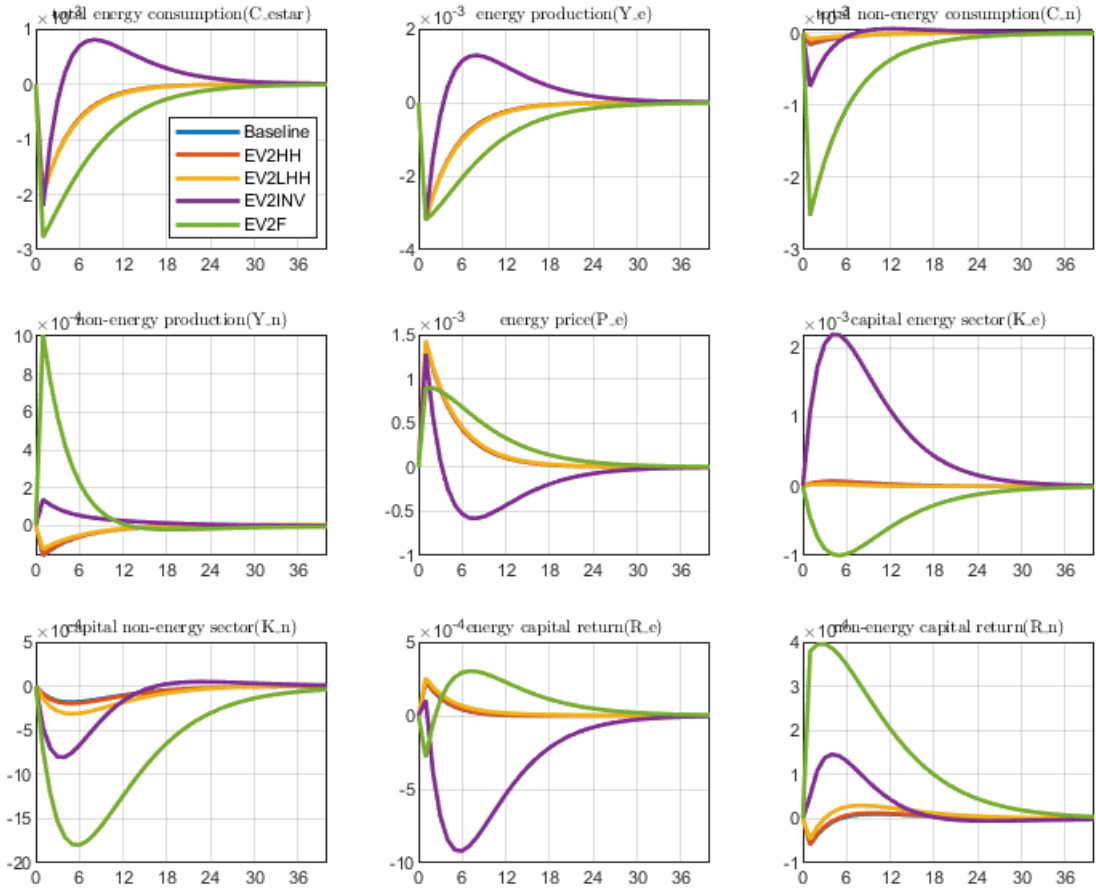 ×10⁻³
total energy consumption(C_estar)
1
0
-1
-2
-3
0 6 12 18 24 30 36
Baseline
EV2HH
EV2LHH
EV2INV
EV2F
×10⁻³
energy production(Y_e)
2
0
-2
-4
0 6 12 18 24 30 36
×10⁻³
total non-energy consumption(C_n)
0
-1
-2
-3
0 6 12 18 24 30 36
×10⁻⁴
non-energy production(Y_n)
10
8
6
4
2
0
0 6 12 18 24 30 36
×10⁻³
energy price(P_e)
1.5
1
0.5
0
-0.5
-1
0 6 12 18 24 30 36
×10⁻³
capital energy sector(K_e)
2
1
0
-1
0 6 12 18 24 30 36
×10⁻⁴
capital non-energy sector(K_n)
5
0
-5
-10
-15
-20
0 6 12 18 24 30 36
×10⁻⁴
energy capital return(R_e)
5
0
-5
-10
0 6 12 18 24 30 36
×10⁻⁴
non-energy capital return(R_n)
4
3
2
1
0
-1
0 6 12 18 24 30 36